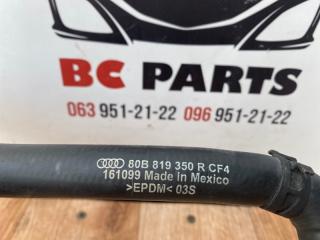 BC PARTS
063 951-21-22 096 951-21-22
80B 819 350 R CF4
161099 Made in Mexico
>EPDM< 03S